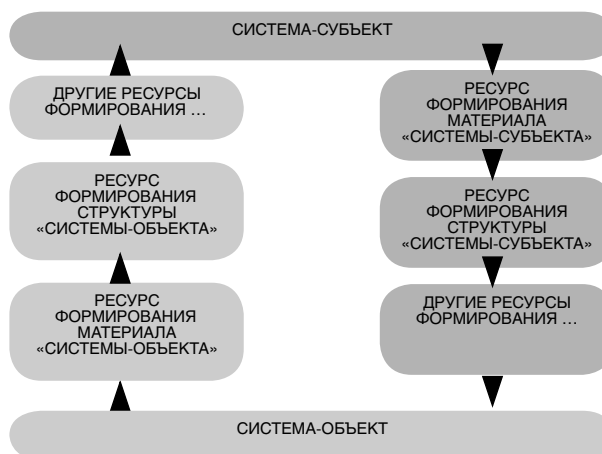 СИСТЕМА-СУБЪЕКТ
ДРУГИЕ РЕСУРСЫ
ФОРМИРОВАНИЯ …
РЕСУРС
ФОРМИРОВАНИЯ
СТРУКТУРЫ
«СИСТЕМЫ-ОБЪЕКТА»
РЕСУРС
ФОРМИРОВАНИЯ
МАТЕРИАЛА
«СИСТЕМЫ-ОБЪЕКТА»
РЕСУРС
ФОРМИРОВАНИЯ
МАТЕРИАЛА
«СИСТЕМЫ-СУБЪЕКТА»
РЕСУРС
ФОРМИРОВАНИЯ
СТРУКТУРЫ
«СИСТЕМЫ-СУБЪЕКТА»
ДРУГИЕ РЕСУРСЫ
ФОРМИРОВАНИЯ …
СИСТЕМА-ОБЪЕКТ